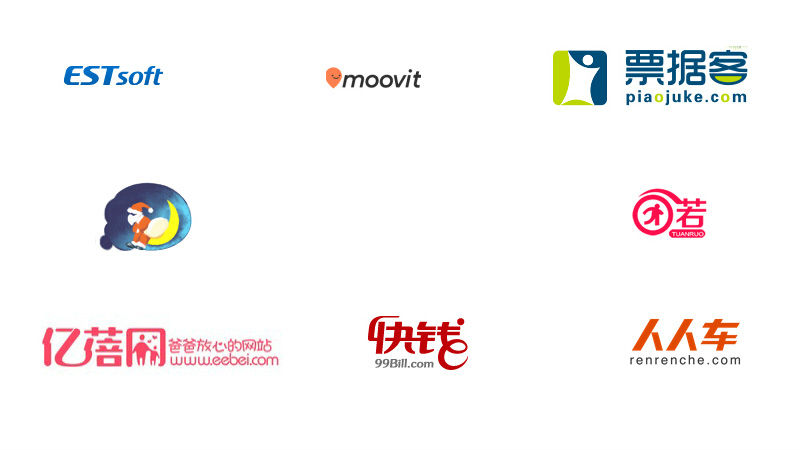 ESTsoft
moovit
票据客
piaojuke.com
团若
TUANRUO
亿蓓网
爸爸放心的网站
www.eebei.com
快钱
99Bill.com
人人车
renrenche.com